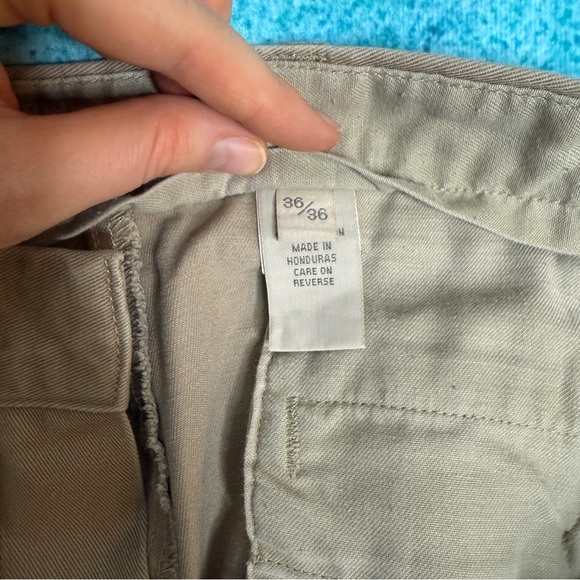 36/36
N
MADE IN
HONDURAS
CARE ON
REVERSE